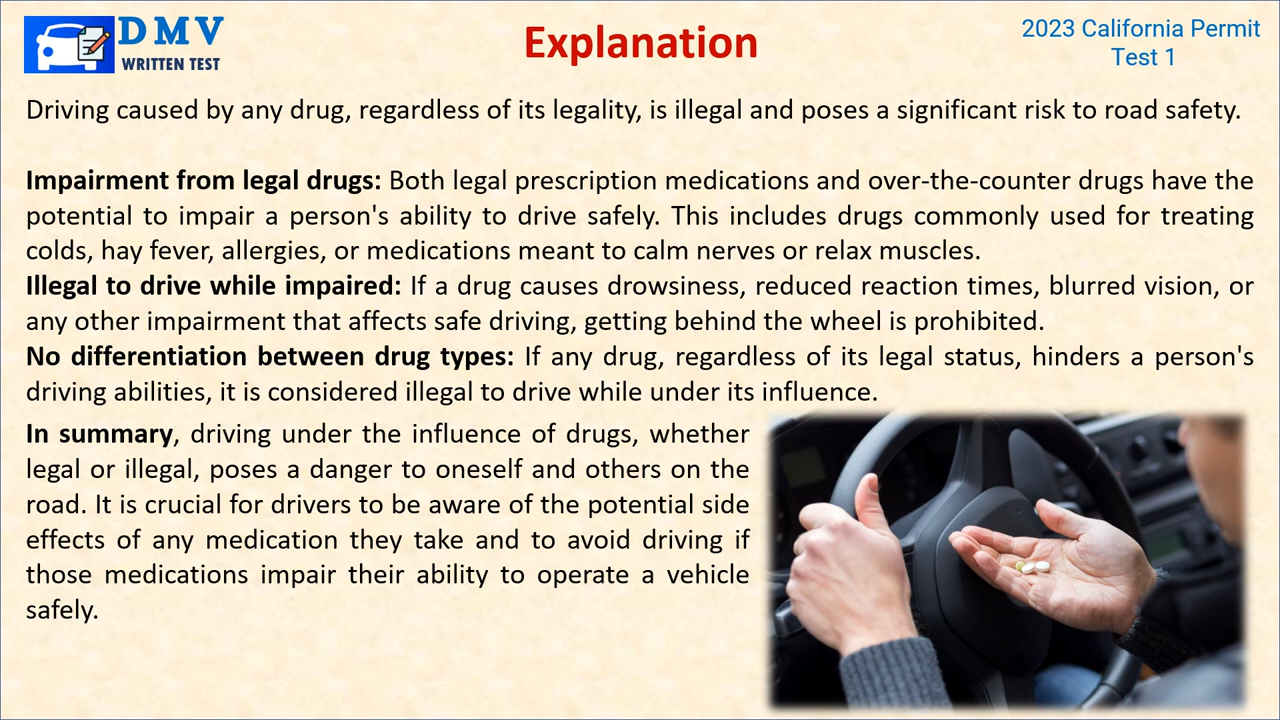 DMV
WRITTEN TEST
Explanation
2023 California Permit
Test 1
Driving caused by any drug, regardless of its legality, is illegal and poses a significant risk to road safety.
Impairment from legal drugs: Both legal prescription medications and over-the-counter drugs have the
potential to impair a person's ability to drive safely. This includes drugs commonly used for treating
colds, hay fever, allergies, or medications meant to calm nerves or relax muscles.
Illegal to drive while impaired: If a drug causes drowsiness, reduced reaction times, blurred vision, or
any other impairment that affects safe driving, getting behind the wheel is prohibited.
No differentiation between drug types: If any drug, regardless of its legal status, hinders a person's
driving abilities, it is considered illegal to drive while under its influence.
In summary, driving under the influence of drugs, whether
legal or illegal, poses a danger to oneself and others on the
road. It is crucial for drivers to be aware of the potential side
effects of any medication they take and to avoid driving if
those medications impair their ability to operate a vehicle
safely.